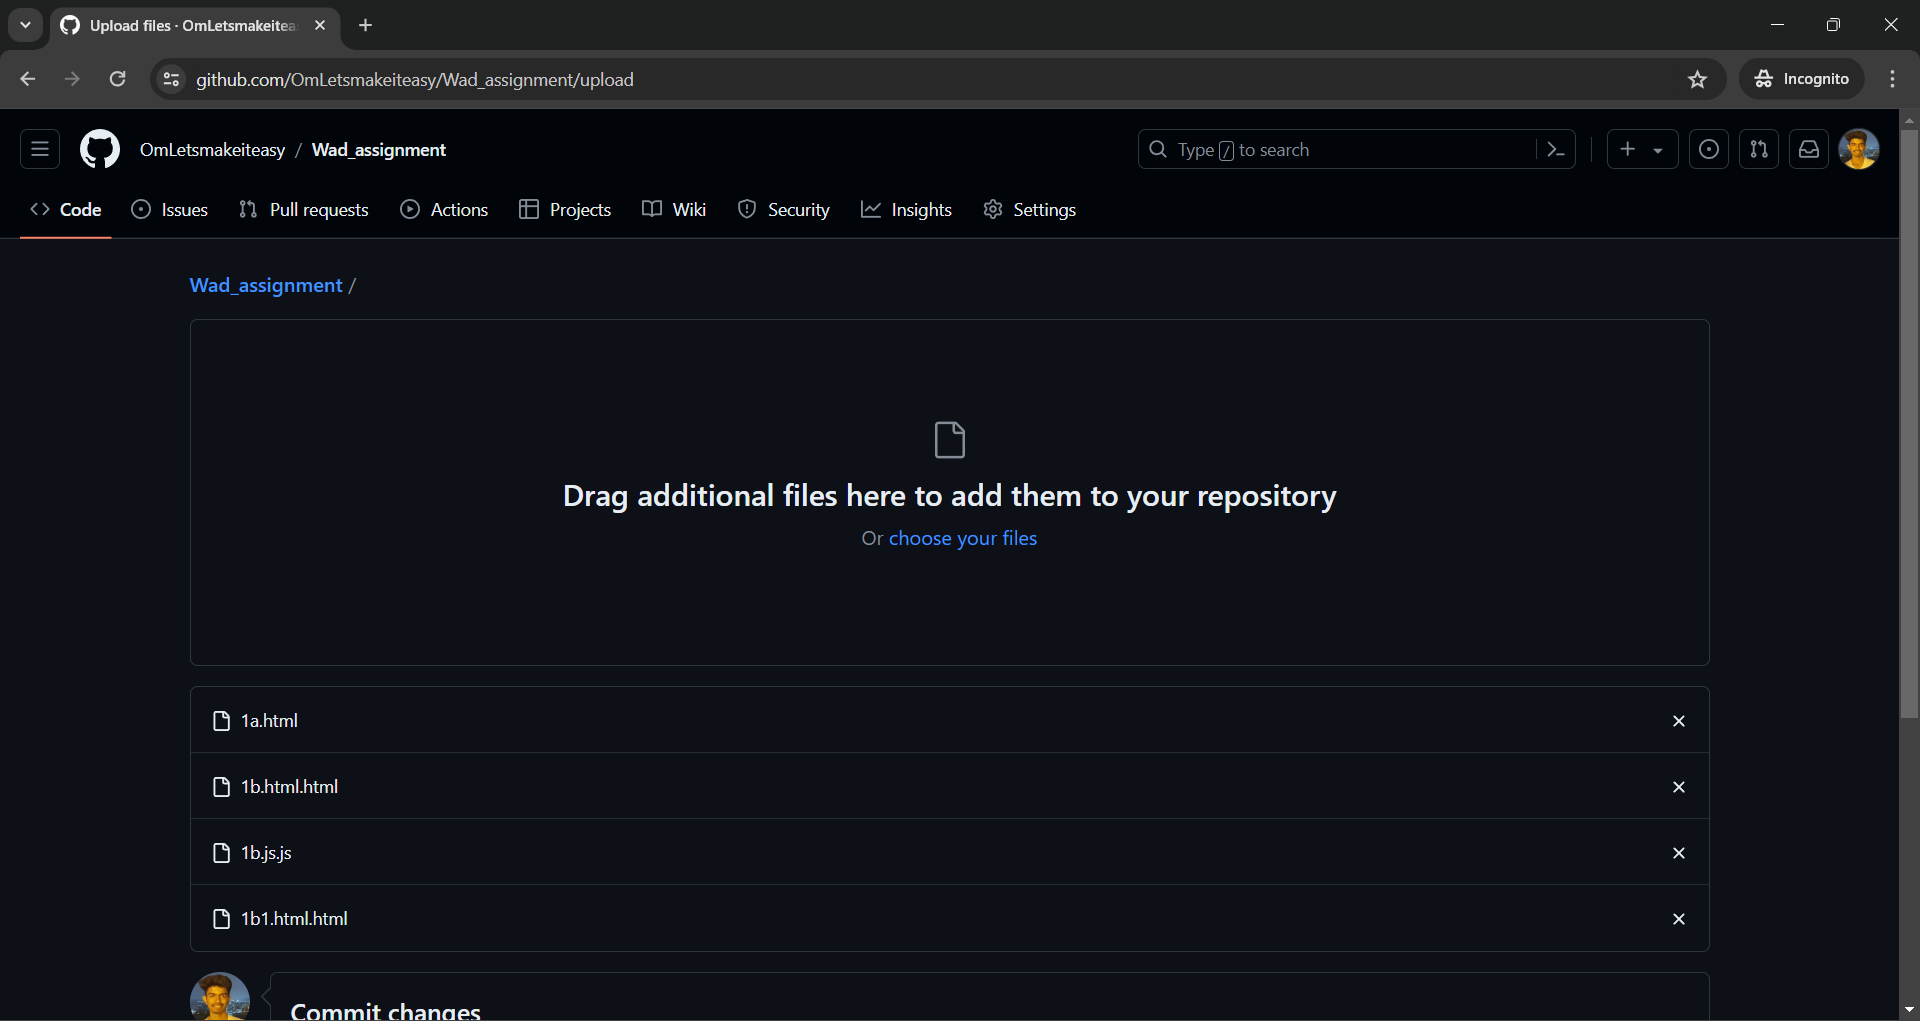 Upload files · OmLetsmakeitea
github.com/OmLetsmakeiteasy/Wad_assignment/upload
Incognito
OmLetsmakeiteasy / Wad_assignment
Type / to search
Code Issues Pull requests Actions Projects Wiki Security Insights Settings
Wad_assignment /
Drag additional files here to add them to your repository
Or choose your files
1a.html
1b.html.html
1b.js.js
1b1.html.html
Commit changes